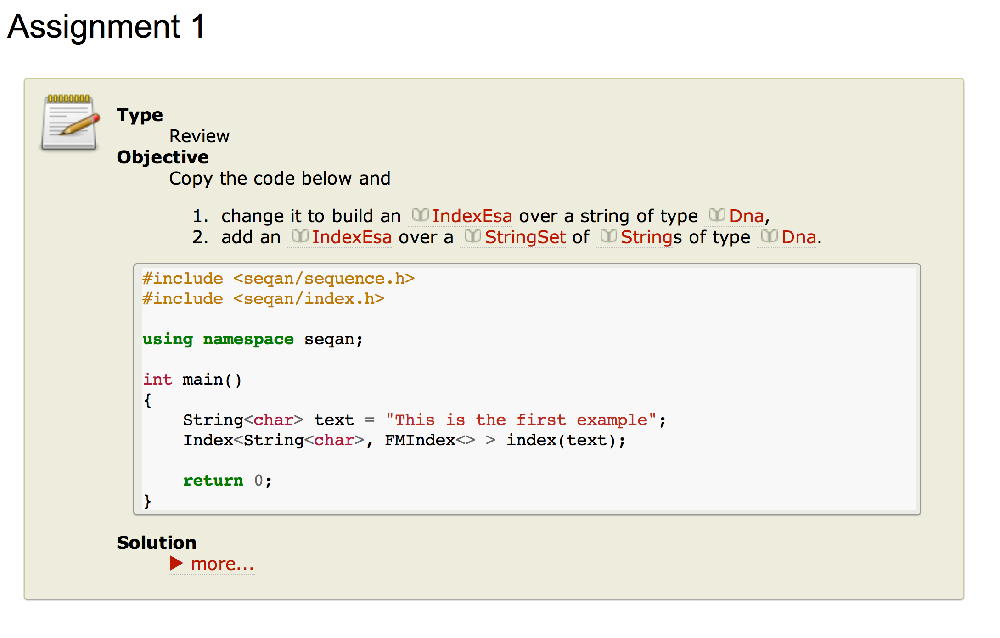 Assignment 1
Type
Review
Objective
Copy the code below and
1. change it to build an IndexEsa over a string of type Dna,
2. add an IndexEsa over a StringSet of Strings of type Dna.
#include <seqan/sequence.h>
#include <seqan/index.h>
using namespace seqan;
int main()
{
    String<char> text = "This is the first example";
    Index<String<char>, FMIndex<> > index(text);
    return 0;
}
Solution
▶ more...